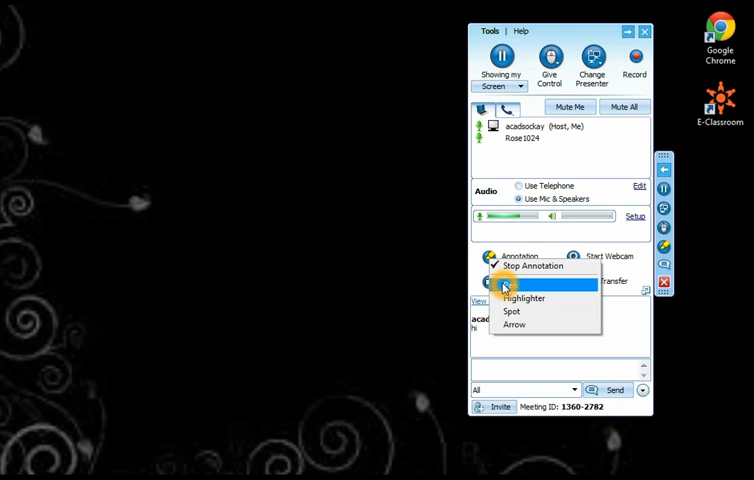 Tools | Help
Google
Chrome
Showing my
Screen
Give
Control
Change
Presenter
Record
E-Classroom
Mute Me
Mute All
acadsockay (Host, Me)
Rose1024
Audio
Use Telephone
Edit
Use Mic & Speakers
Setup
Annotation
Start Webcam
Stop Annotation
Transfer
Pen
Highlighter
View
Spot
acad
Arrow
hi
All
Send
Invite
Meeting ID: 1360-2782